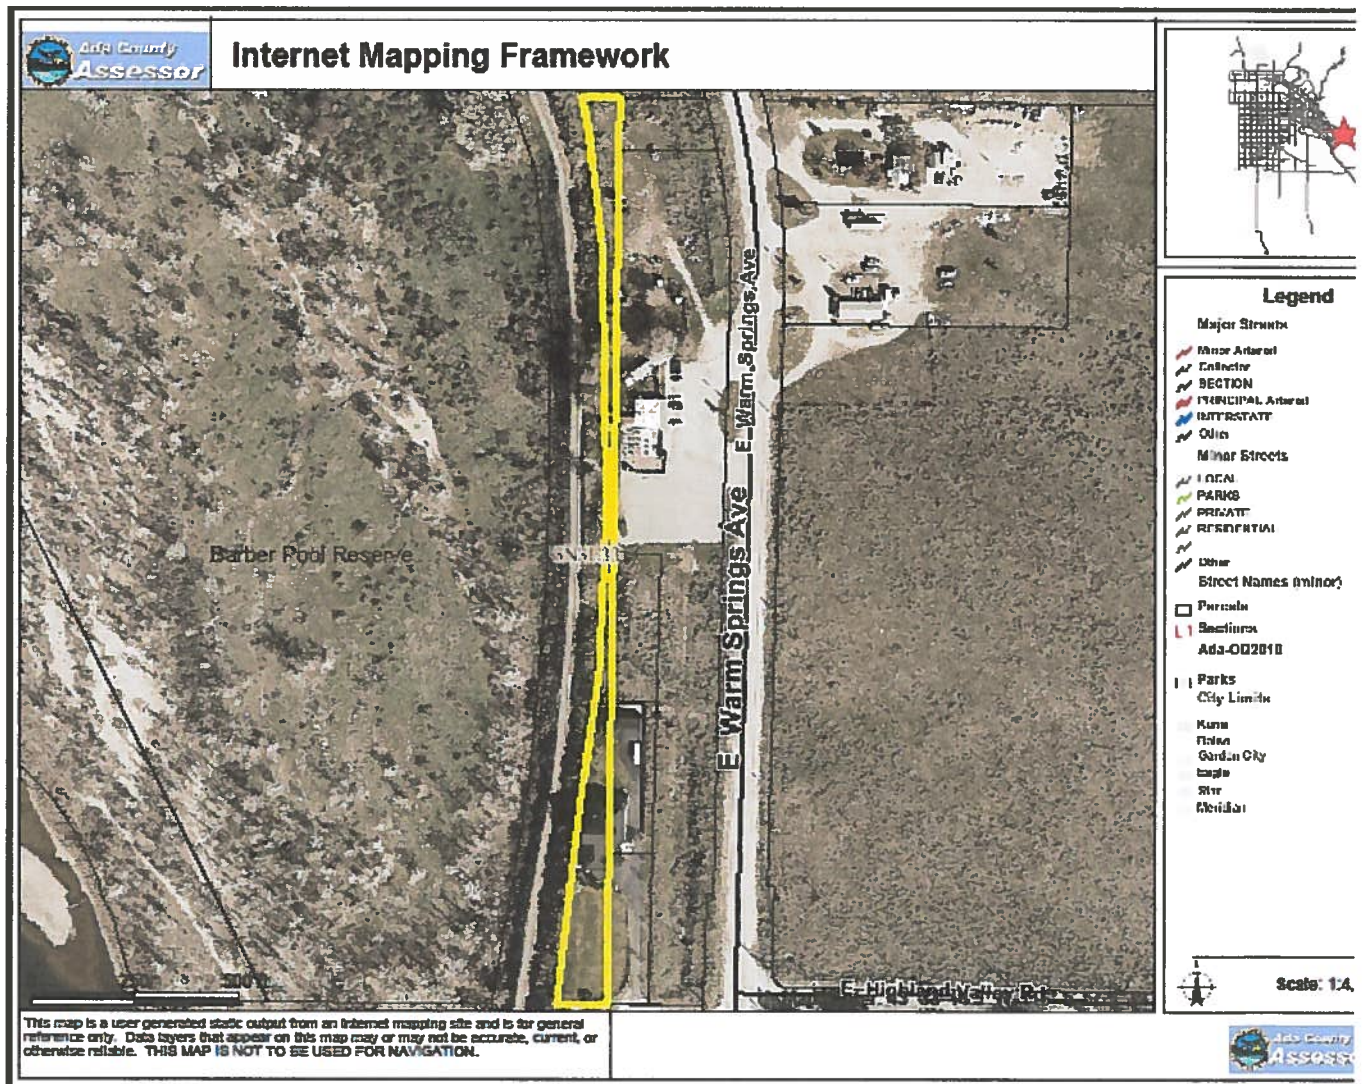 Ada County
Assessor
Internet Mapping Framework
E Warm Springs Ave
E Warm Springs Ave
Barber Pool Reserve
E Highland Valley Rd
Legend
Major Streets
Minor Arterial
Collector
SECTION
PRINCIPAL Arterial
INTERSTATE
Other
Minor Streets
LOCAL
PARKS
PRIVATE
RESIDENTIAL
Other
Street Names (minor)
Parcels
Sections
Ada-OD2010
Parks
City Limits
Kuna
Boise
Garden City
Eagle
Star
Meridian
Scale: 1:4,
This map is a user generated static output from an Internet mapping site and is for general
reference only. Data layers that appear on this map may or may not be accurate, current, or
otherwise reliable. THIS MAP IS NOT TO BE USED FOR NAVIGATION.
Ada County
Assess